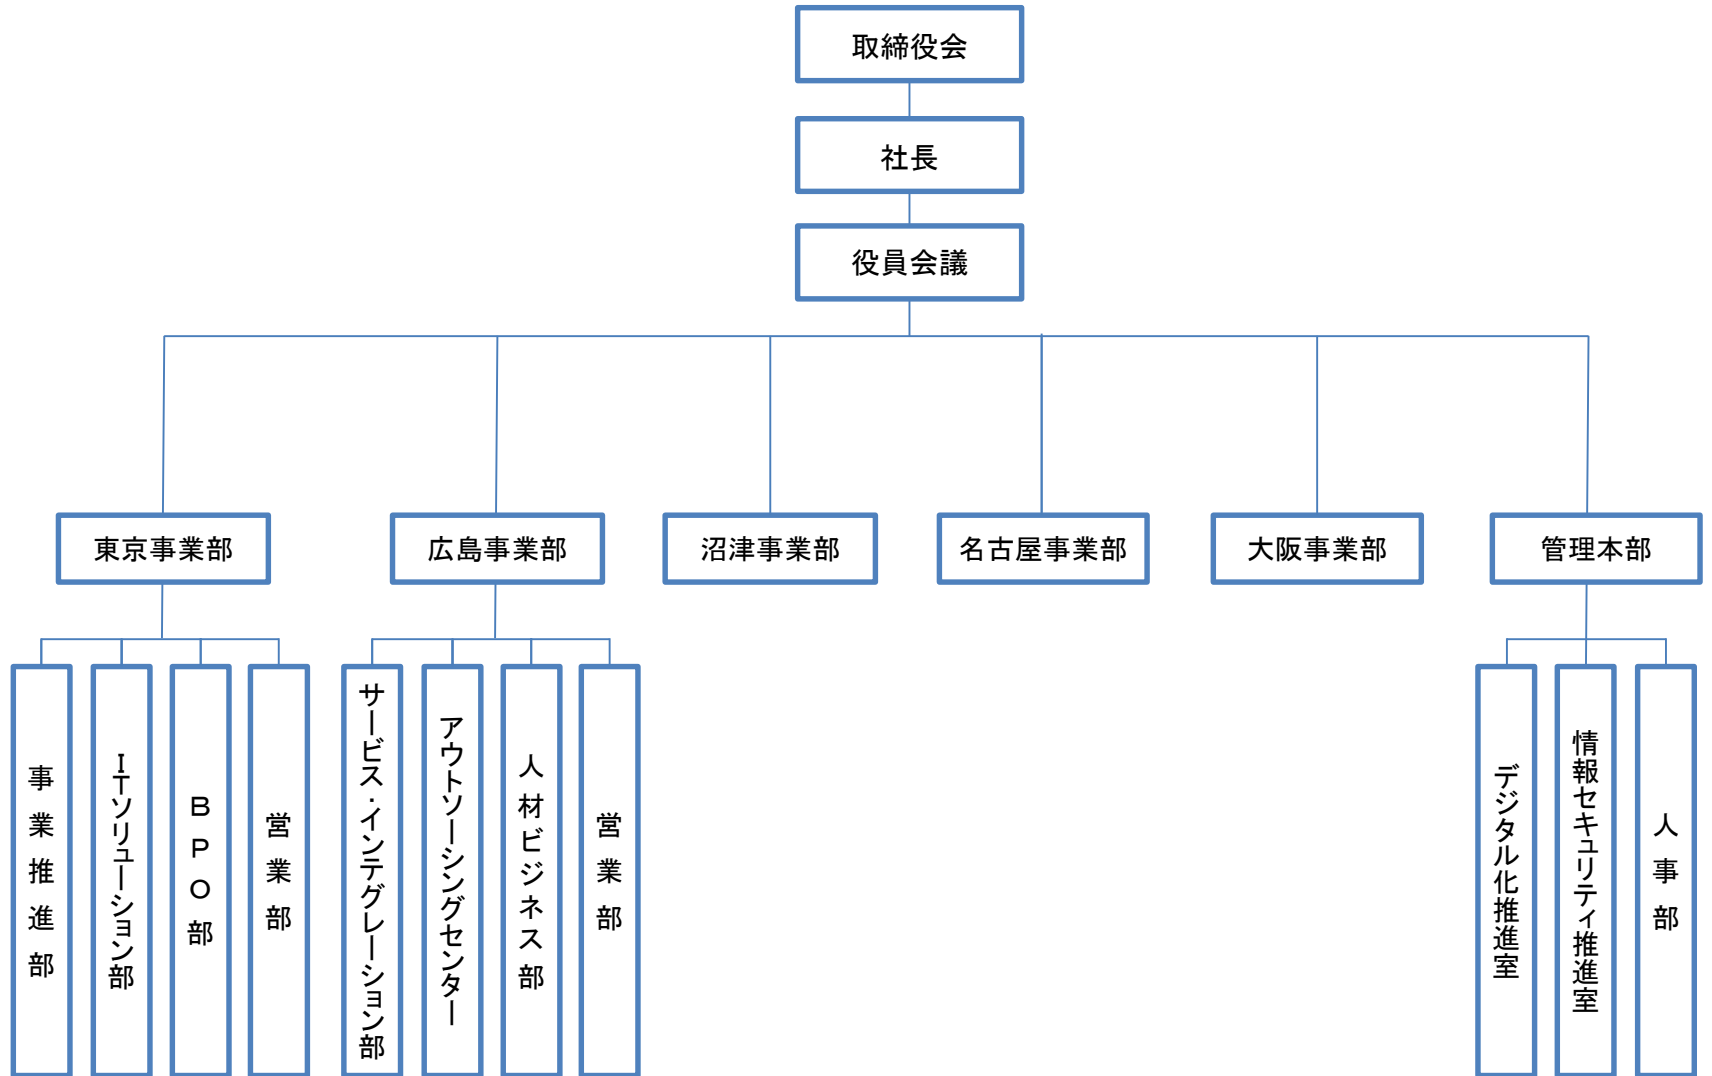 取締役会
社長
役員会議
東京事業部
広島事業部
沼津事業部
名古屋事業部
大阪事業部
管理本部
事業推進部
ITソリューション部
BPO部
営業部
サービス・インテグレーション部
アウトソーシングセンター
人材ビジネス部
営業部
デジタル化推進室
情報セキュリティ推進室
人事部